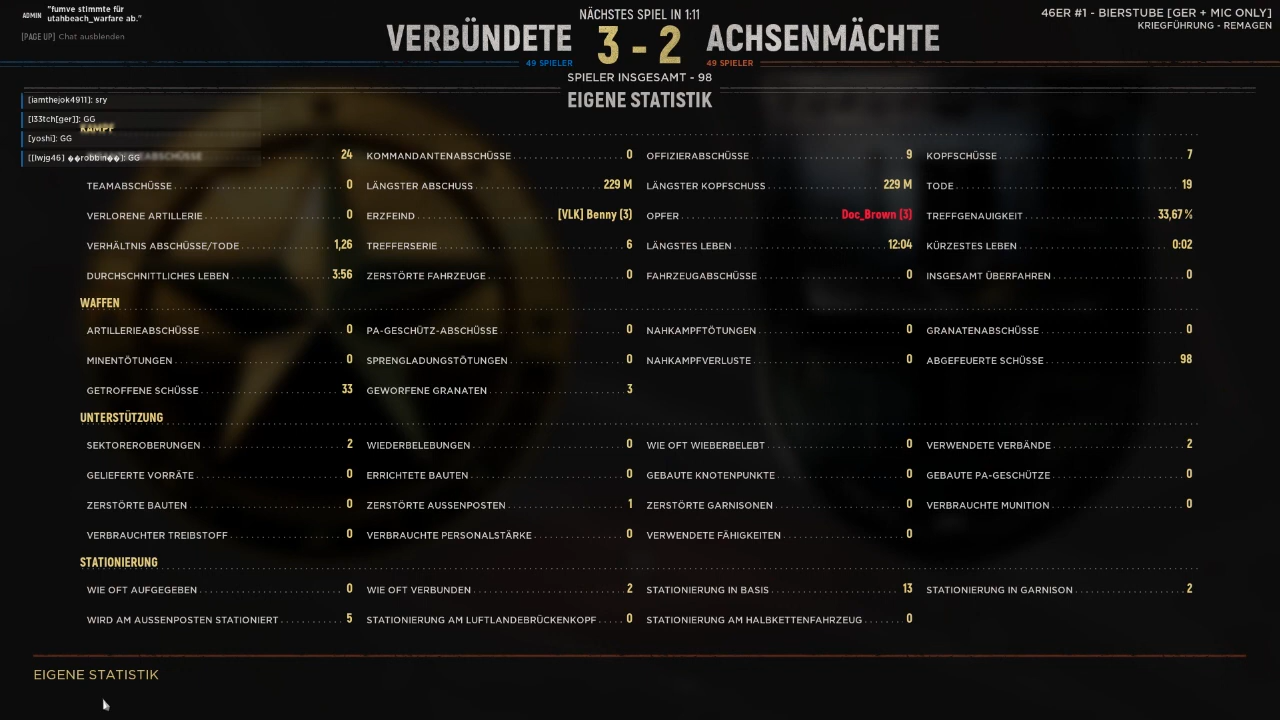 ADMIN "fumve stimmte für
utahbeach_warfare ab."
[PAGE UP] Chat ausblenden
NÄCHSTES SPIEL IN 1:11
VERBÜNDETE 3 - 2 ACHSENMÄCHTE
49 SPIELER 49 SPIELER
SPIELER INSGESAMT - 98
46ER #1 - BIERSTUBE [GER + MIC ONLY]
KRIEGFÜHRUNG - REMAGEN
EIGENE STATISTIK
[iamthejok4911]: sry
[l33tch[ger]]: GG
[yoshi]: GG
[[lwjg46] ��robbin��]: GG
KAMPF
24 KOMMANDANTENABSCHÜSSE 0 OFFIZIERABSCHÜSSE 9 KOPFSCHÜSSE 7
TEAMABSCHÜSSE 0 LÄNGSTER ABSCHUSS 229 M LÄNGSTER KOPFSCHUSS 229 M TODE 19
VERLORENE ARTILLERIE 0 ERZFEIND [VLK] Benny (3) OPFER Doc_Brown (3) TREFFGENAUIGKEIT 33,67 %
VERHÄLTNIS ABSCHÜSSE/TODE 1,26 TREFFERSERIE 6 LÄNGSTES LEBEN 12:04 KÜRZESTES LEBEN 0:02
DURCHSCHNITTLICHES LEBEN 3:56 ZERSTÖRTE FAHRZEUGE 0 FAHRZEUGABSCHÜSSE 0 INSGESAMT ÜBERFAHREN 0
WAFFEN
ARTILLERIEABSCHÜSSE 0 PA-GESCHÜTZ-ABSCHÜSSE 0 NAHKAMPFTÖTUNGEN 0 GRANATENABSCHÜSSE 0
MINENTÖTUNGEN 0 SPRENGLADUNGSTÖTUNGEN 0 NAHKAMPFVERLUSTE 0 ABGEFEUERTE SCHÜSSE 98
GETROFFENE SCHÜSSE 33 GEWORFENE GRANATEN 3
UNTERSTÜTZUNG
SEKTOREROBERUNGEN 2 WIEDERBELEBUNGEN 0 WIE OFT WIEBERBELEBT 0 VERWENDETE VERBÄNDE 2
GELIEFERTE VORRÄTE 0 ERRICHTETE BAUTEN 0 GEBAUTE KNOTENPUNKTE 0 GEBAUTE PA-GESCHÜTZE 0
ZERSTÖRTE BAUTEN 0 ZERSTÖRTE AUSSENPOSTEN 1 ZERSTÖRTE GARNISONEN 0 VERBRAUCHTE MUNITION 0
VERBRAUCHTER TREIBSTOFF 0 VERBRAUCHTE PERSONALSTÄRKE 0 VERWENDETE FÄHIGKEITEN 0
STATIONIERUNG
WIE OFT AUFGEGEBEN 0 WIE OFT VERBUNDEN 2 STATIONIERUNG IN BASIS 13 STATIONIERUNG IN GARNISON 2
WIRD AM AUSSENPOSTEN STATIONIERT 5 STATIONIERUNG AM LUFTLANDEBRÜCKENKOPF 0 STATIONIERUNG AM HALBKETTENFAHRZEUG 0
EIGENE STATISTIK